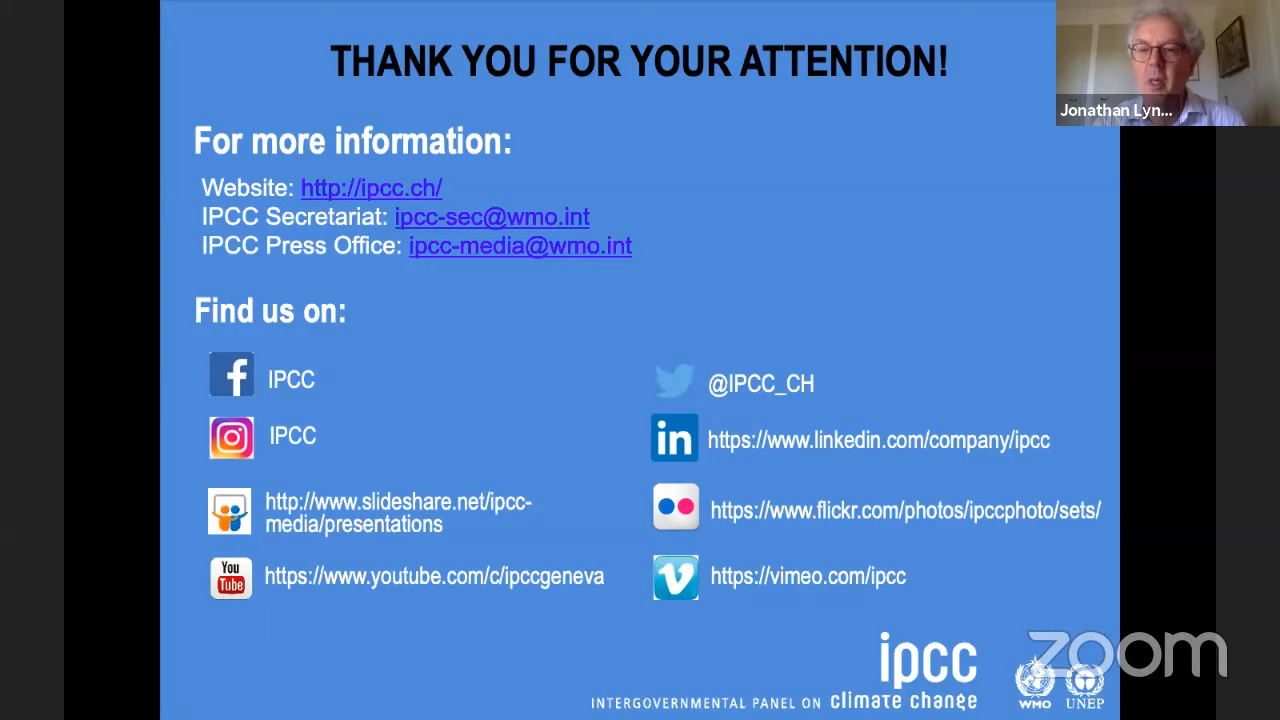 THANK YOU FOR YOUR ATTENTION!
Jonathan Lyn...
For more information:
Website: http://ipcc.ch/
IPCC Secretariat: ipcc-sec@wmo.int
IPCC Press Office: ipcc-media@wmo.int
Find us on:
f IPCC
@IPCC_CH
IPCC
in https://www.linkedin.com/company/ipcc
http://www.slideshare.net/ipcc-
media/presentations
https://www.flickr.com/photos/ipccphoto/sets/
You
Tube
https://www.youtube.com/c/ipccgeneva
https://vimeo.com/ipcc
ipcc
INTERGOVERNMENTAL PANEL ON climate change
WMO UNEP
zoom